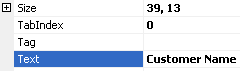 Size 39, 13
TabIndex 0
Tag
Text Customer Name